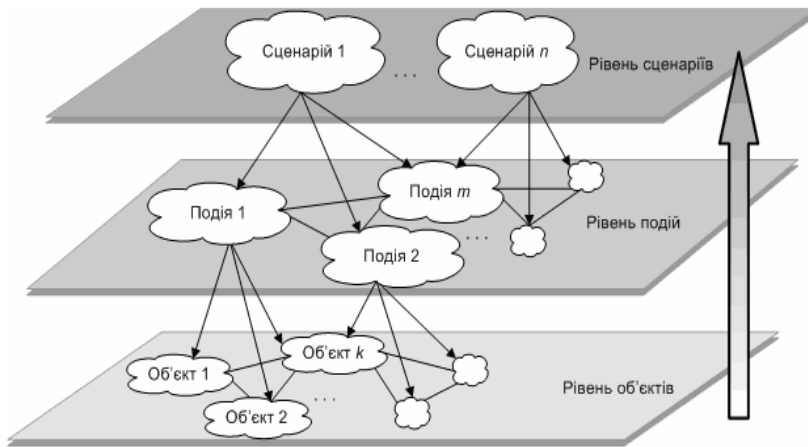 Сценарій 1
. . .
Сценарій n
Рівень сценаріїв
Подія 1
Подія m
Подія 2
. . .
Рівень подій
Об'єкт 1
Об'єкт k
Об'єкт 2
. . .
Рівень об'єктів